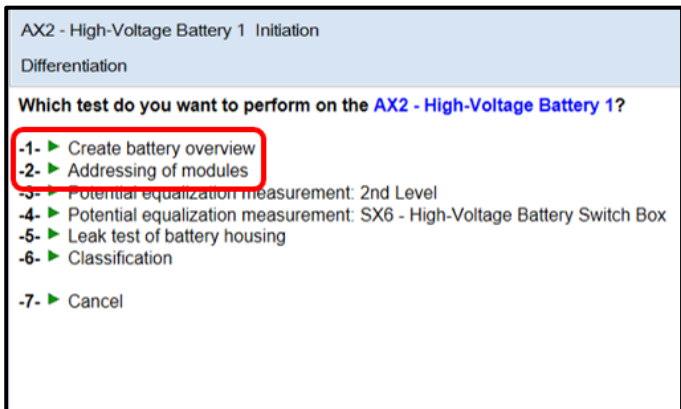 AX2 - High-Voltage Battery 1 Initiation
Differentiation
Which test do you want to perform on the AX2 - High-Voltage Battery 1?
-1- Create battery overview
-2- Addressing of modules
-3- Potential equalization measurement: 2nd Level
-4- Potential equalization measurement: SX6 - High-Voltage Battery Switch Box
-5- Leak test of battery housing
-6- Classification
-7- Cancel